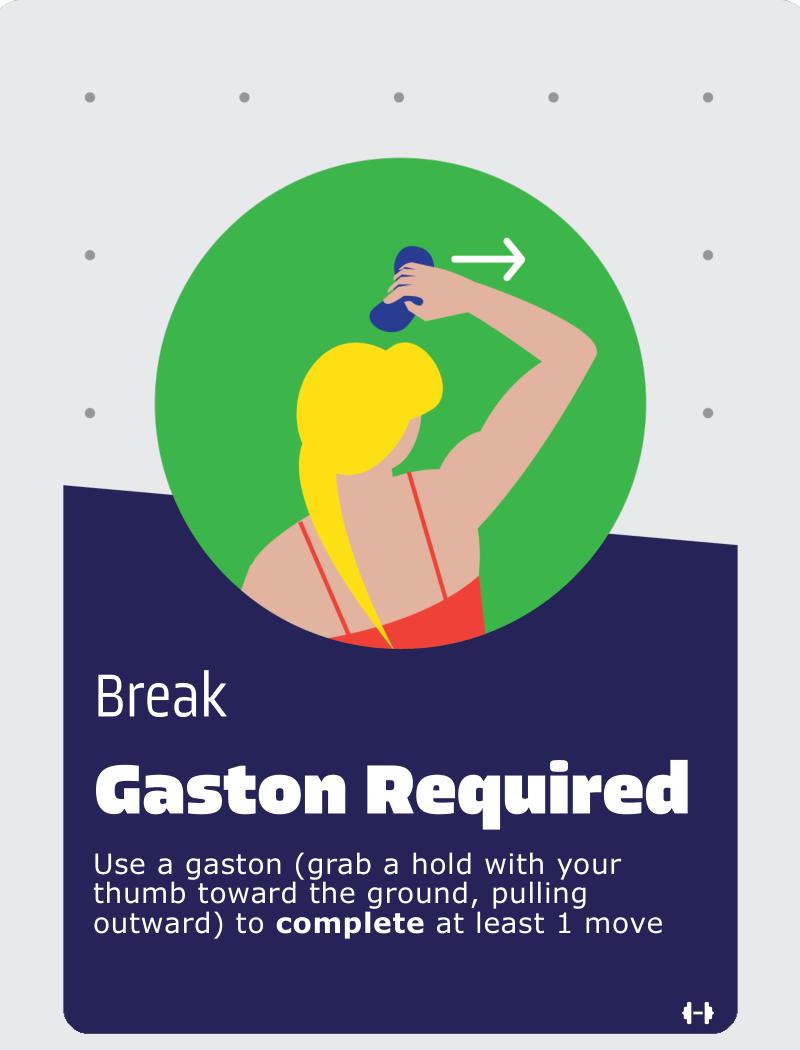 Break
Gaston Required
Use a gaston (grab a hold with your
thumb toward the ground, pulling
outward) to complete at least 1 move